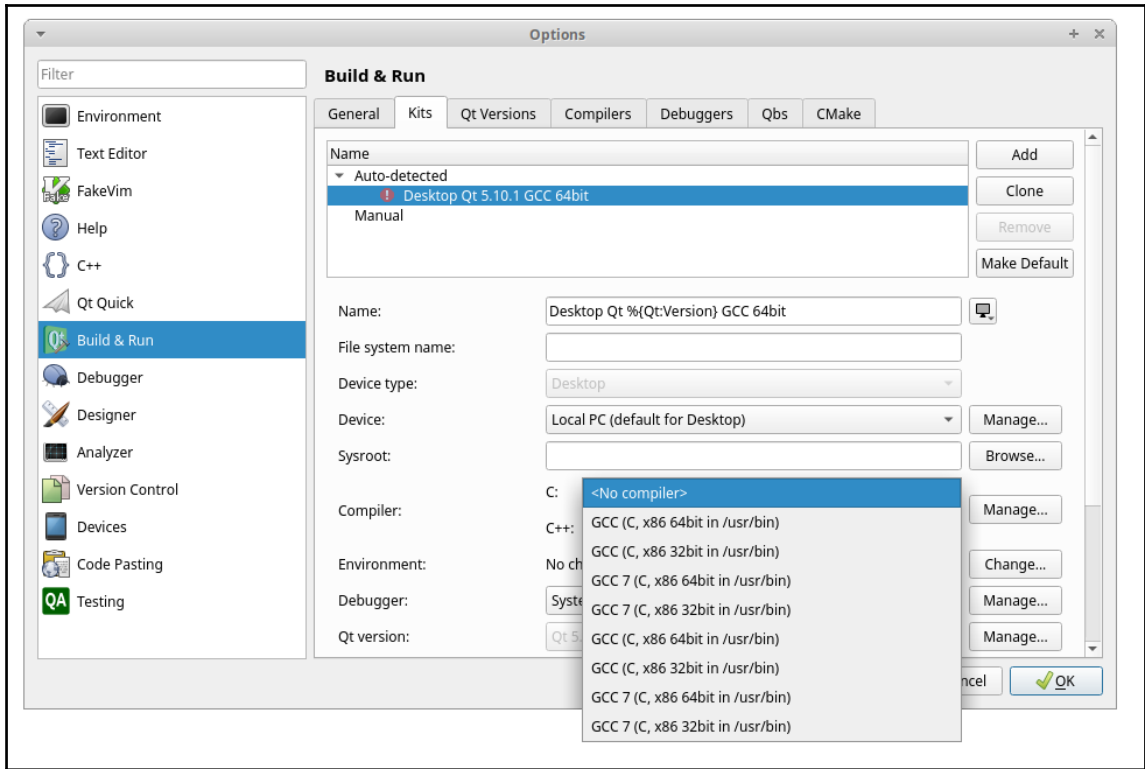 Options
Filter
Environment
Text Editor
FakeVim
Help
C++
Qt Quick
Build & Run
Debugger
Designer
Analyzer
Version Control
Devices
Code Pasting
QA Testing
Build & Run
General Kits Qt Versions Compilers Debuggers Qbs CMake
Name
Auto-detected
Desktop Qt 5.10.1 GCC 64bit
Manual
Add
Clone
Remove
Make Default
Name: Desktop Qt %{Qt:Version} GCC 64bit
File system name:
Device type: Desktop
Device: Local PC (default for Desktop) Manage...
Sysroot: Browse...
Compiler: C: C++: Manage...
Environment: No Change...
Debugger: Manage...
Qt version: Qt Manage...
<No compiler>
GCC (C, x86 64bit in /usr/bin)
GCC (C, x86 32bit in /usr/bin)
GCC 7 (C, x86 64bit in /usr/bin)
GCC 7 (C, x86 32bit in /usr/bin)
GCC (C, x86 64bit in /usr/bin)
GCC (C, x86 32bit in /usr/bin)
GCC 7 (C, x86 64bit in /usr/bin)
GCC 7 (C, x86 32bit in /usr/bin)
OK